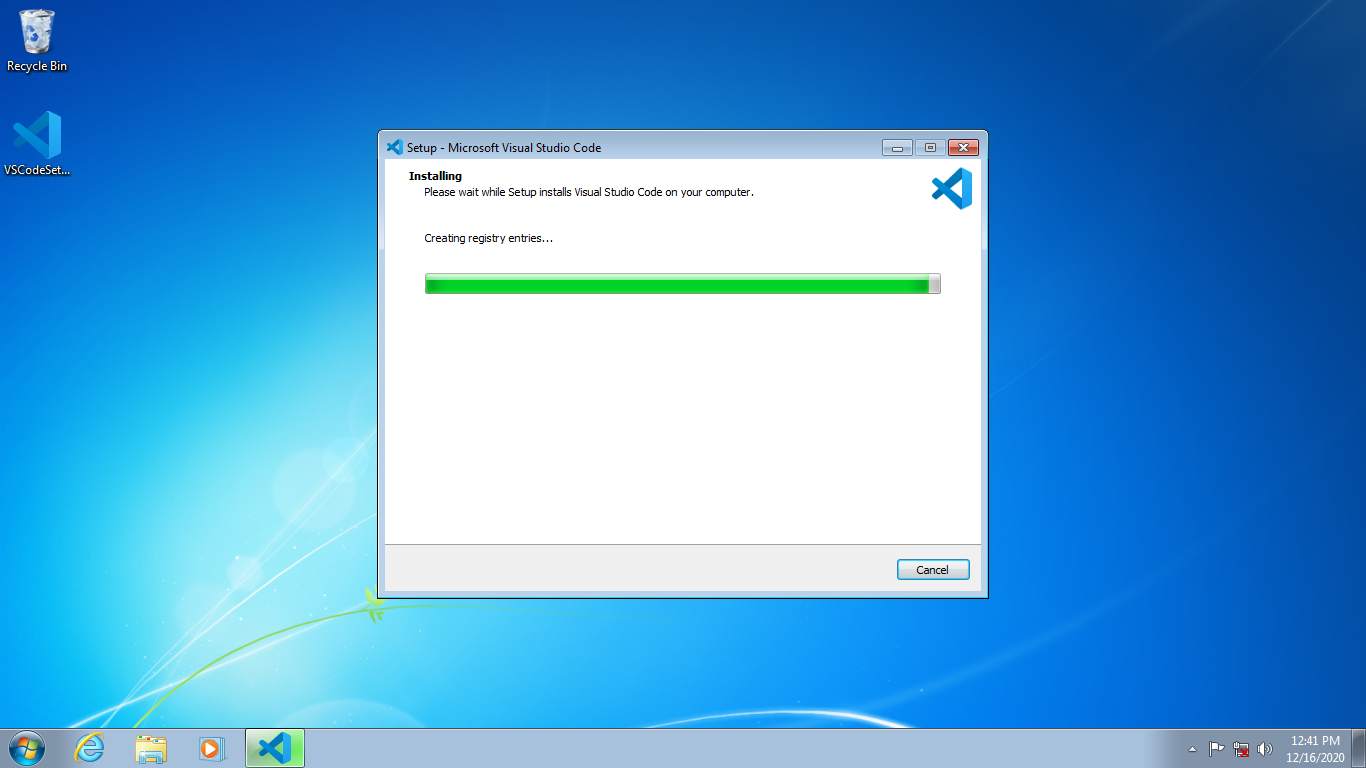 Recycle Bin
VSCodeSet...
Setup - Microsoft Visual Studio Code
Installing
Please wait while Setup installs Visual Studio Code on your computer.
Creating registry entries...
Cancel
12:41 PM
12/16/2020